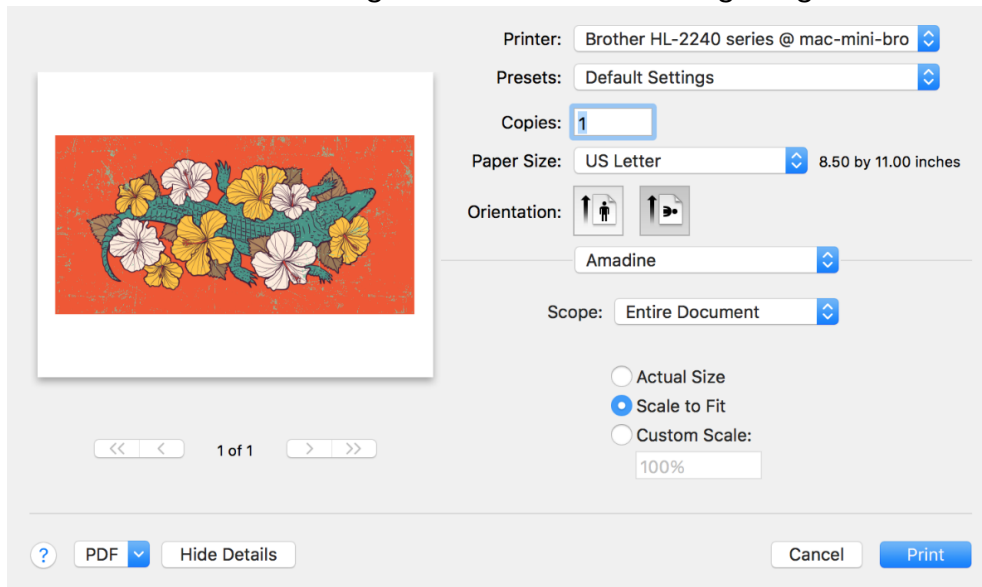 Printer: Brother HL-2240 series @ mac-mini-bro
Presets: Default Settings
Copies: 1
Paper Size: US Letter 8.50 by 11.00 inches
Orientation:
Amadine
Scope: Entire Document
Actual Size
Scale to Fit
Custom Scale:
100%
<< < 1 of 1 > >>
? PDF Hide Details Cancel Print